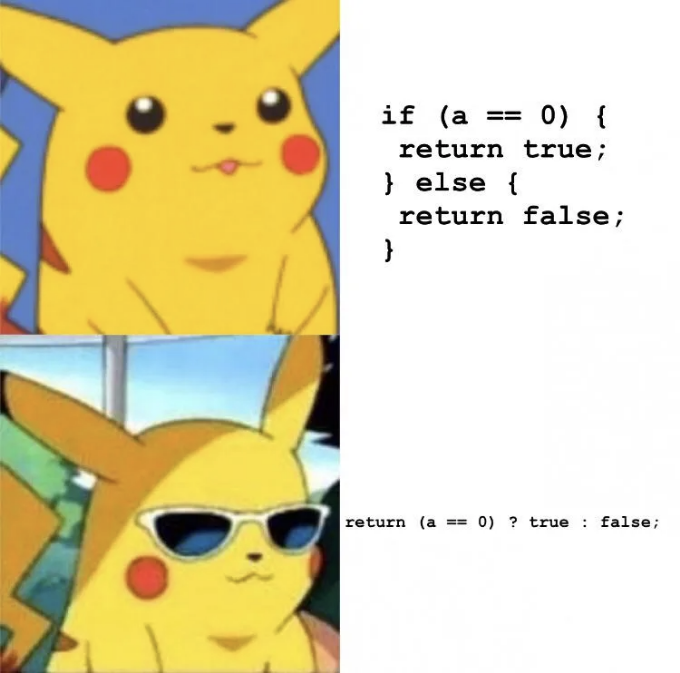 if (a == 0) {
return true;
} else {
return false;
}
return (a == 0) ? true : false;